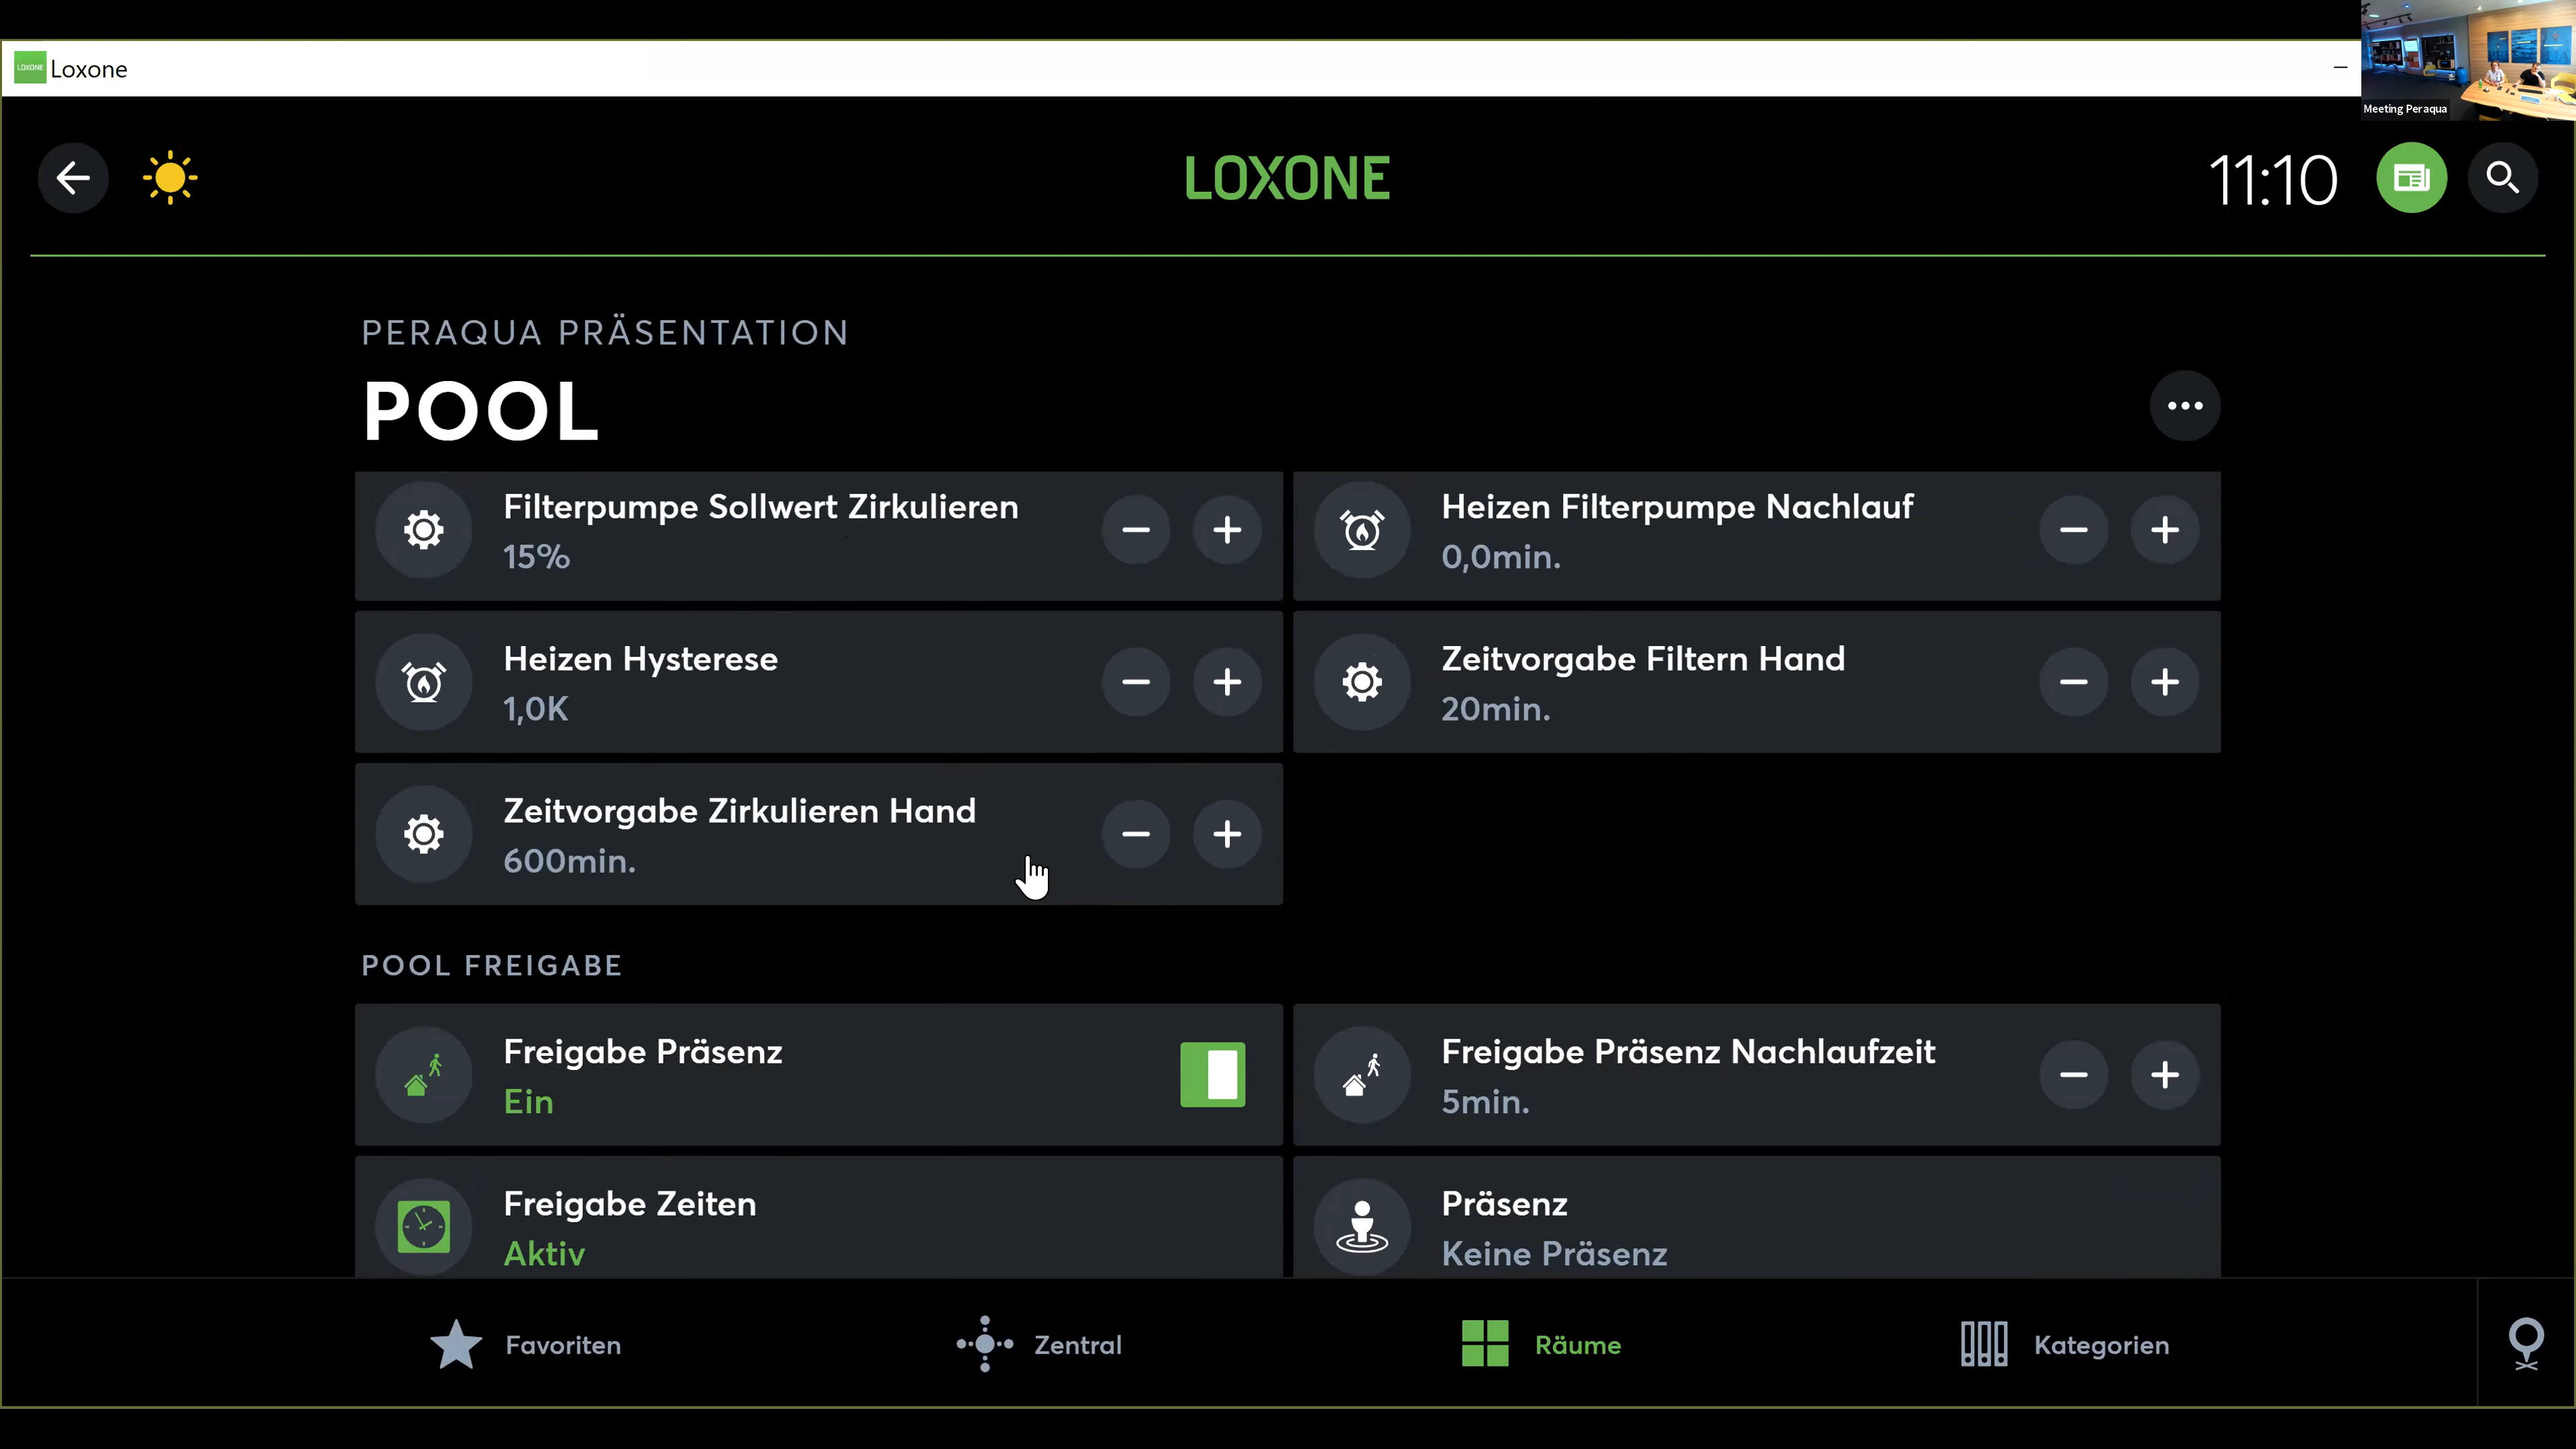 LOXONE
Loxone
Meeting Peraqua
LOXONE
11:10
PERAQUA PRÄSENTATION
POOL
Filterpumpe Sollwert Zirkulieren
15%
Heizen Filterpumpe Nachlauf
0,0min.
Heizen Hysterese
1,0K
Zeitvorgabe Filtern Hand
20min.
Zeitvorgabe Zirkulieren Hand
600min.
POOL FREIGABE
Freigabe Präsenz
Ein
Freigabe Präsenz Nachlaufzeit
5min.
Freigabe Zeiten
Aktiv
Präsenz
Keine Präsenz
Favoriten
Zentral
Räume
Kategorien